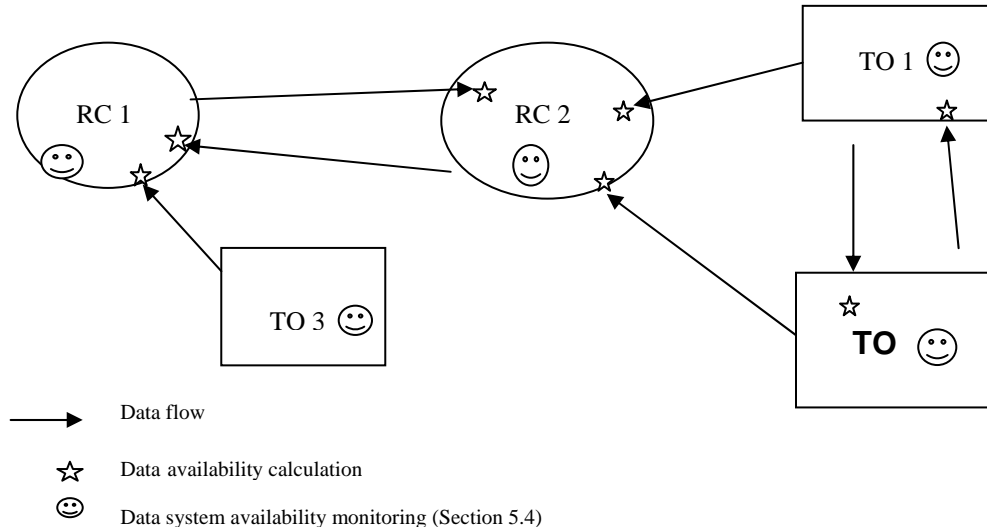 TO 1
RC 1
RC 2
TO 3
TO
Data flow
Data availability calculation
Data system availability monitoring (Section 5.4)